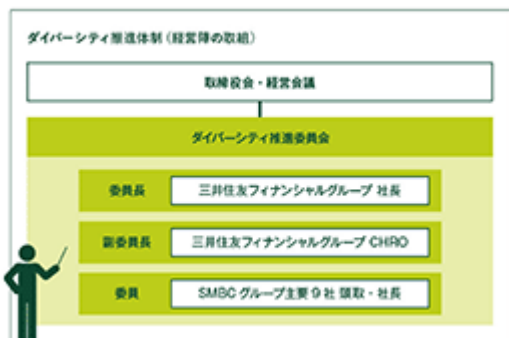 ダイバーシティ推進体制（経営陣の取組）
取締役会・経営会議
ダイバーシティ推進委員会
委員長 三井住友フィナンシャルグループ 社長
副委員長 三井住友フィナンシャルグループ CHRO
委員 SMBC グループ主要 9 社 頭取・社長